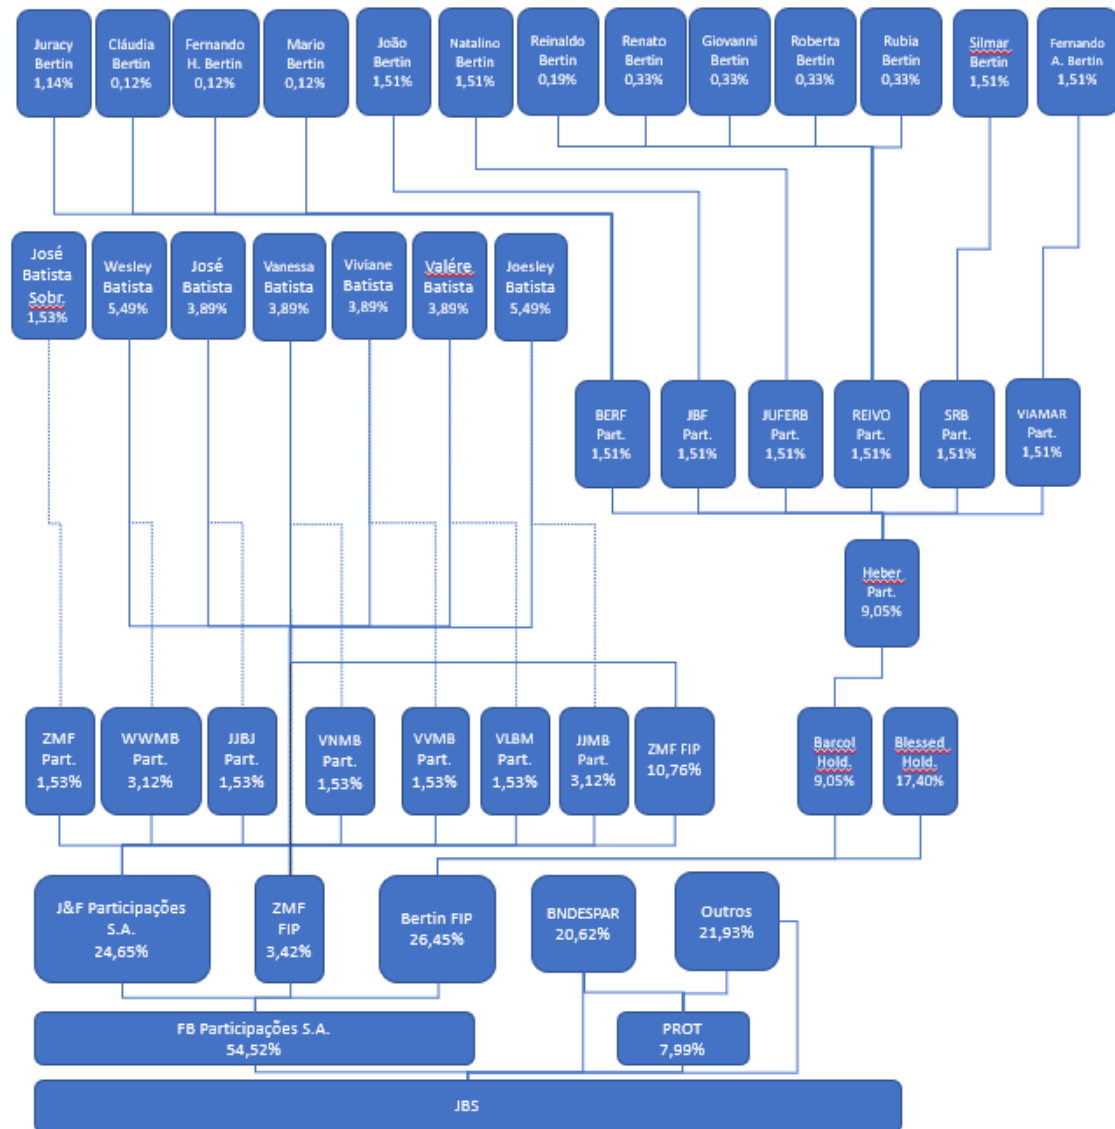 Juracy
Bertin
1,14%
Cláudia
Bertin
0,12%
Fernando
H. Bertin
0,12%
Mario
Bertin
0,12%
João
Bertin
1,51%
Natalino
Bertin
1,51%
Reinaldo
Bertin
0,19%
Renato
Bertin
0,33%
Giovanni
Bertin
0,33%
Roberta
Bertin
0,33%
Rubia
Bertin
0,33%
Silmar
Bertin
1,51%
Fernando
A. Bertin
1,51%
José
Batista
Sobr.
1,53%
Wesley
Batista
5,49%
José
Batista
3,89%
Vanessa
Batista
3,89%
Viviane
Batista
3,89%
Valére
Batista
3,89%
Joesley
Batista
5,49%
BERF
Part.
1,51%
JBF
Part.
1,51%
JUFERB
Part.
1,51%
REIVO
Part.
1,51%
SRB
Part.
1,51%
VIAMAR
Part.
1,51%
Heber
Part.
9,05%
ZMF
Part.
1,53%
WWMB
Part.
3,12%
JJBJ
Part.
1,53%
VNMB
Part.
1,53%
VVMB
Part.
1,53%
VLBM
Part.
1,53%
JJMB
Part.
3,12%
ZMF FIP
10,76%
Barcol
Hold.
9,05%
Blessed
Hold.
17,40%
J&F Participações
S.A.
24,65%
ZMF
FIP
3,42%
Bertin FIP
26,45%
BNDESPAR
20,62%
Outros
21,93%
FB Participações S.A.
54,52%
PROT
7,99%
JBS